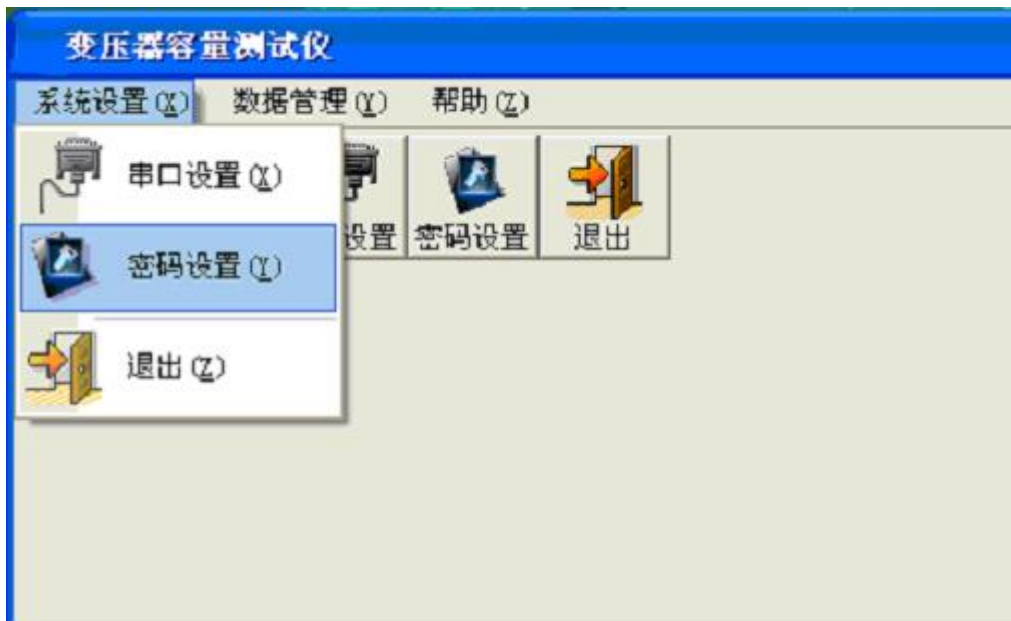 变压器容量测试仪
系统设置(X) 数据管理(Y) 帮助(Z)
串口设置(X)
设置 密码设置 退出
密码设置(Y)
退出(Z)